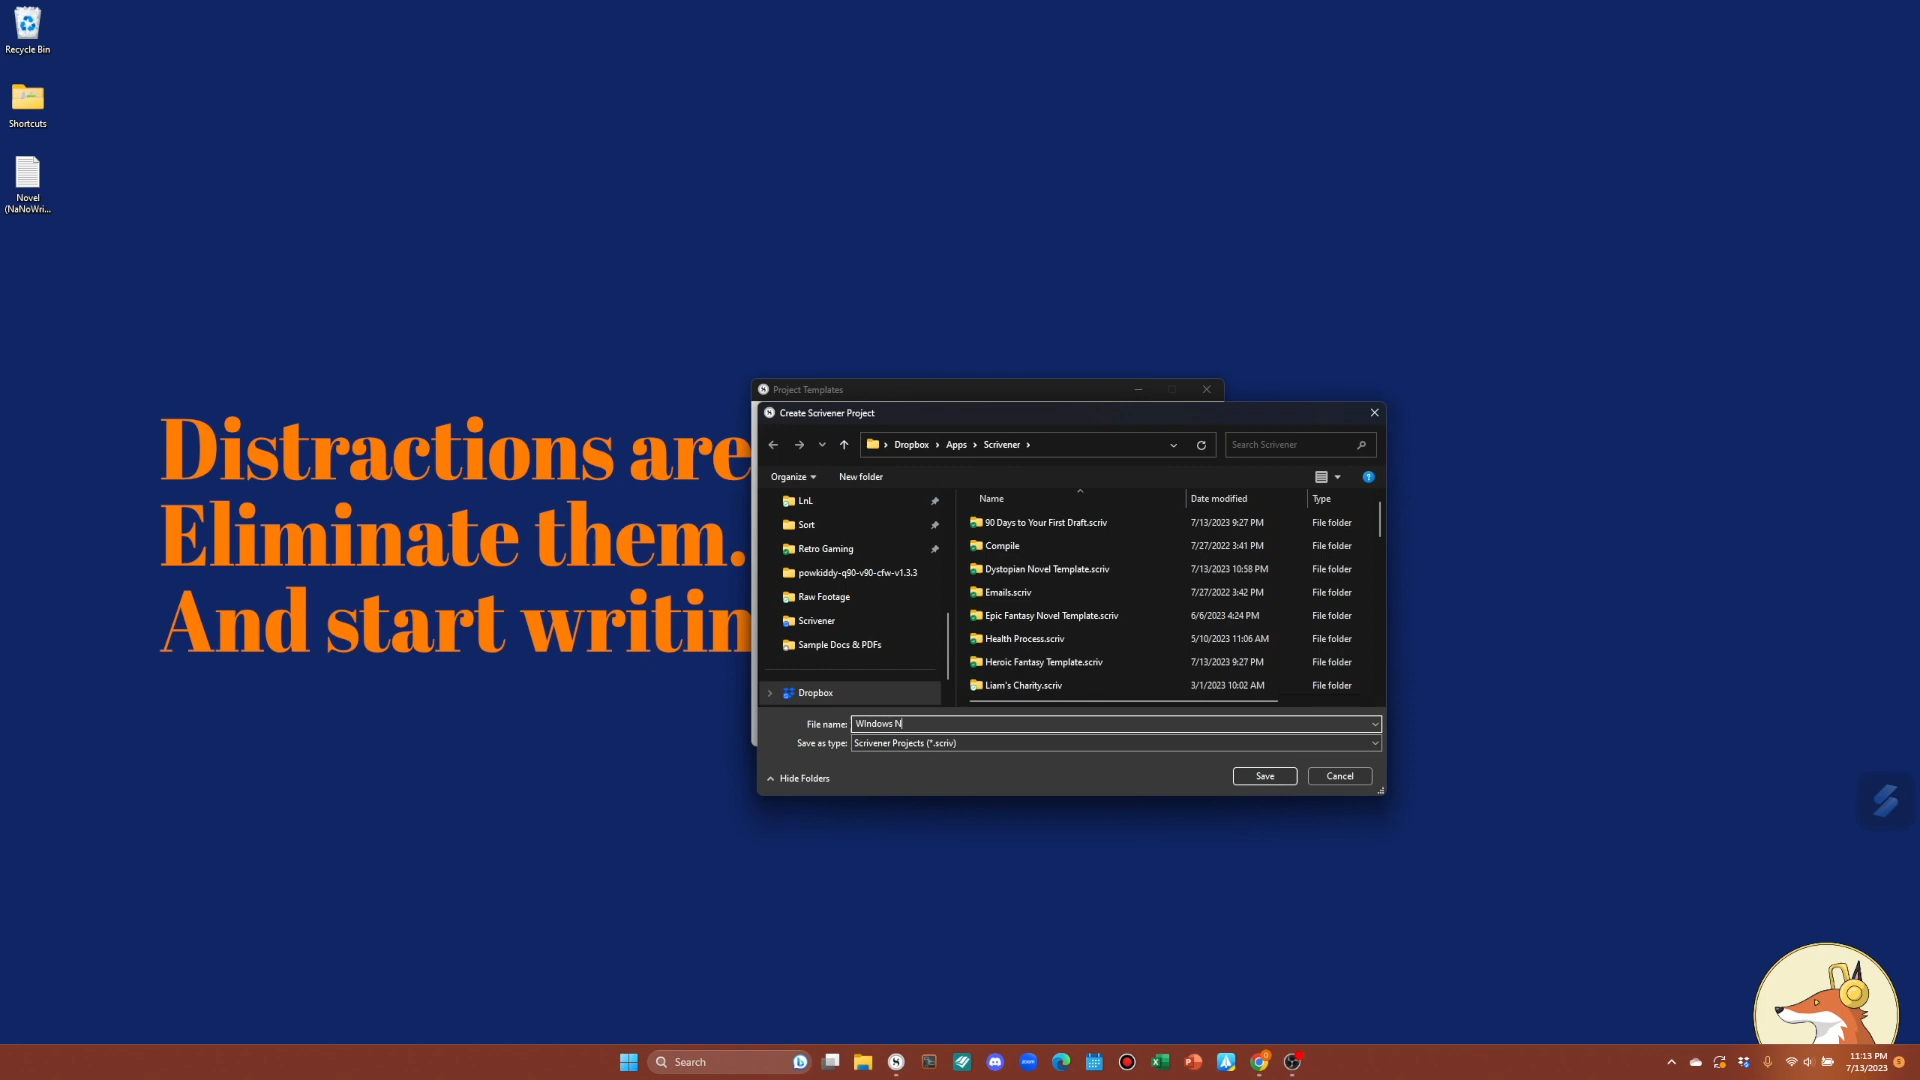 Recycle Bin
Shortcuts
Novel
(NaNoWri...
Distractions are
Eliminate them.
And start writin
Project Templates
Create Scrivener Project
Dropbox › Apps › Scrivener ›
Search Scrivener
Organize
New folder
LnL
Sort
Retro Gaming
powkiddy-q90-v90-cfw-v1.3.3
Raw Footage
Scrivener
Sample Docs & PDFs
Dropbox
Name Date modified Type
90 Days to Your First Draft.scriv 7/13/2023 9:27 PM File folder
Compile 7/27/2022 3:41 PM File folder
Dystopian Novel Template.scriv 7/13/2023 10:58 PM File folder
Emails.scriv 7/27/2022 3:42 PM File folder
Epic Fantasy Novel Template.scriv 6/6/2023 4:24 PM File folder
Health Process.scriv 5/10/2023 11:06 AM File folder
Heroic Fantasy Template.scriv 7/13/2023 9:27 PM File folder
Liam's Charity.scriv 3/1/2023 10:02 AM File folder
File name: WIndows N
Save as type: Scrivener Projects (*.scriv)
Hide Folders
Save
Cancel
Search
zoom
11:13 PM
7/13/2023
5